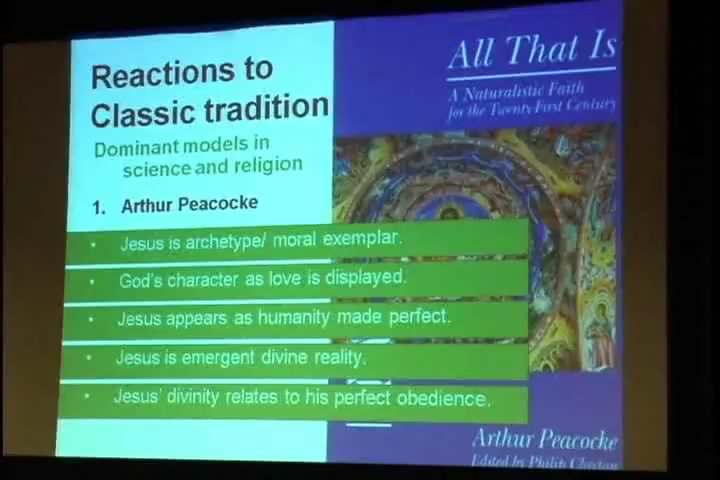 Reactions to
Classic tradition
Dominant models in
science and religion
1. Arthur Peacocke
• Jesus is archetype/ moral exemplar.
• God's character as love is displayed.
• Jesus appears as humanity made perfect.
• Jesus is emergent divine reality.
• Jesus' divinity relates to his perfect obedience.
All That Is
A Naturalistic Faith
for the Twenty-First Century
Arthur Peacocke
Edited by Philip Clayton